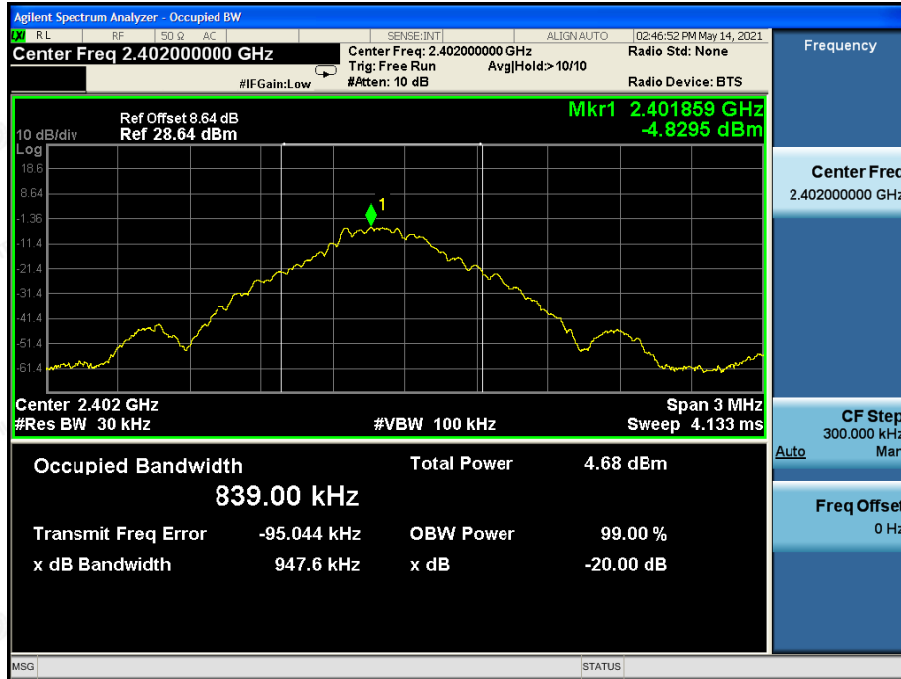 Agilent Spectrum Analyzer - Occupied BW
LXI RL RF 50 Ω AC SENSE:INT ALIGN AUTO 02:46:52 PM May 14, 2021
Center Freq 2.402000000 GHz
#IFGain:Low
Center Freq: 2.402000000 GHz
Trig: Free Run Avg|Hold:>10/10
#Atten: 10 dB
Radio Std: None
Radio Device: BTS
Frequency
Mkr1 2.401859 GHz
-4.8295 dBm
Ref Offset 8.64 dB
10 dB/div Ref 28.64 dBm
Log
18.6
8.64
-1.36
-11.4
-21.4
-31.4
-41.4
-51.4
-61.4
1
Center 2.402 GHz Span 3 MHz
#Res BW 30 kHz #VBW 100 kHz Sweep 4.133 ms
Occupied Bandwidth Total Power 4.68 dBm
839.00 kHz
Transmit Freq Error -95.044 kHz OBW Power 99.00 %
x dB Bandwidth 947.6 kHz x dB -20.00 dB
Center Freq
2.402000000 GHz
CF Step
300.000 kHz
Auto Man
Freq Offset
0 Hz
MSG STATUS